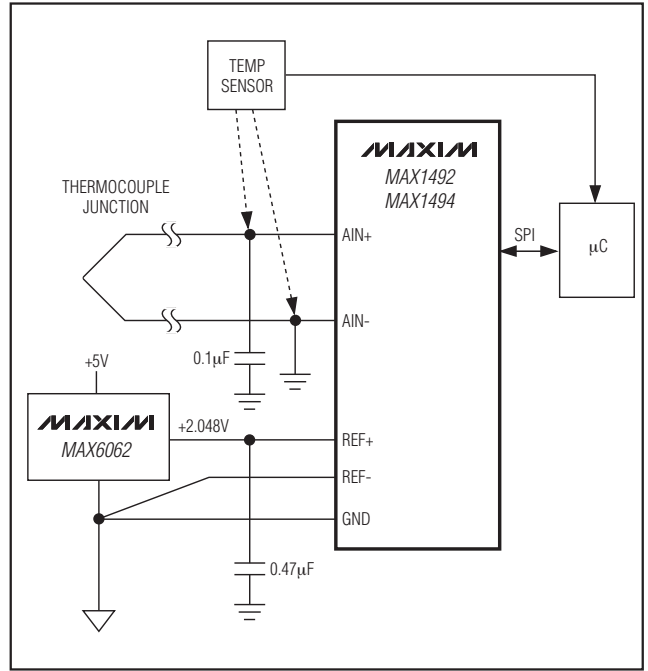 TEMP
SENSOR
MAXIM
MAX1492
MAX1494
THERMOCOUPLE
JUNCTION
AIN+
SPI
μC
AIN-
0.1μF
+5V
MAXIM
MAX6062
+2.048V
REF+
REF-
GND
0.47μF